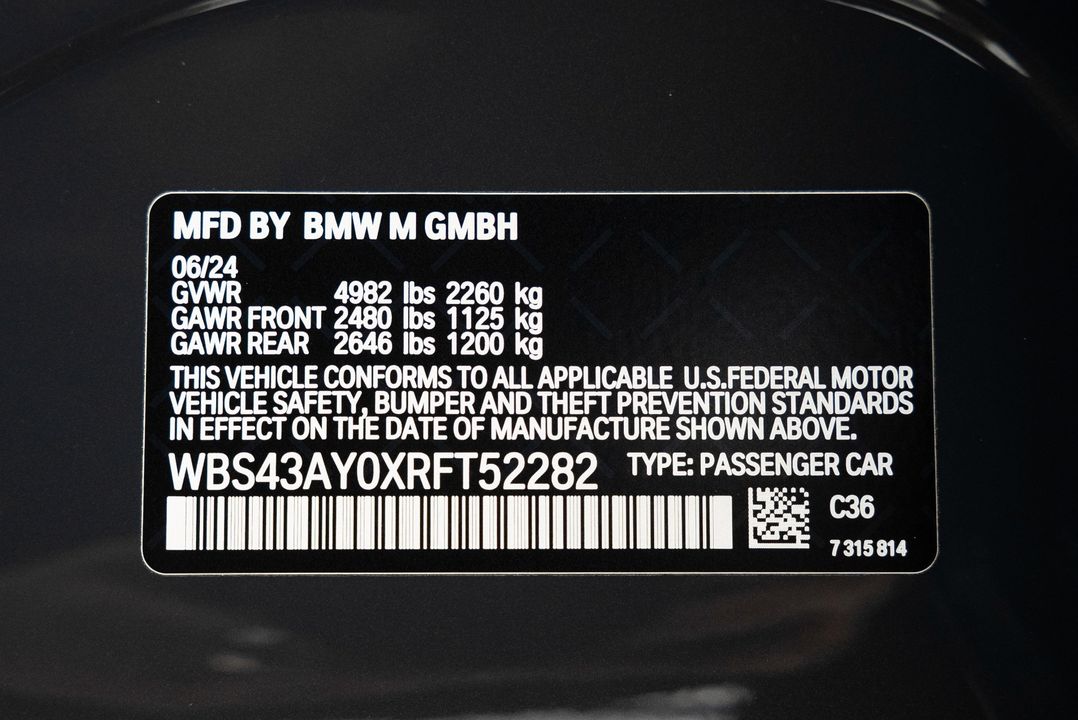 MFD BY BMW M GMBH
06/24
GVWR 4982 lbs 2260 kg
GAWR FRONT 2480 lbs 1125 kg
GAWR REAR 2646 lbs 1200 kg
THIS VEHICLE CONFORMS TO ALL APPLICABLE U.S.FEDERAL MOTOR
VEHICLE SAFETY, BUMPER AND THEFT PREVENTION STANDARDS
IN EFFECT ON THE DATE OF MANUFACTURE SHOWN ABOVE.
WBS43AY0XRFT52282 TYPE: PASSENGER CAR
C36
7 315 814